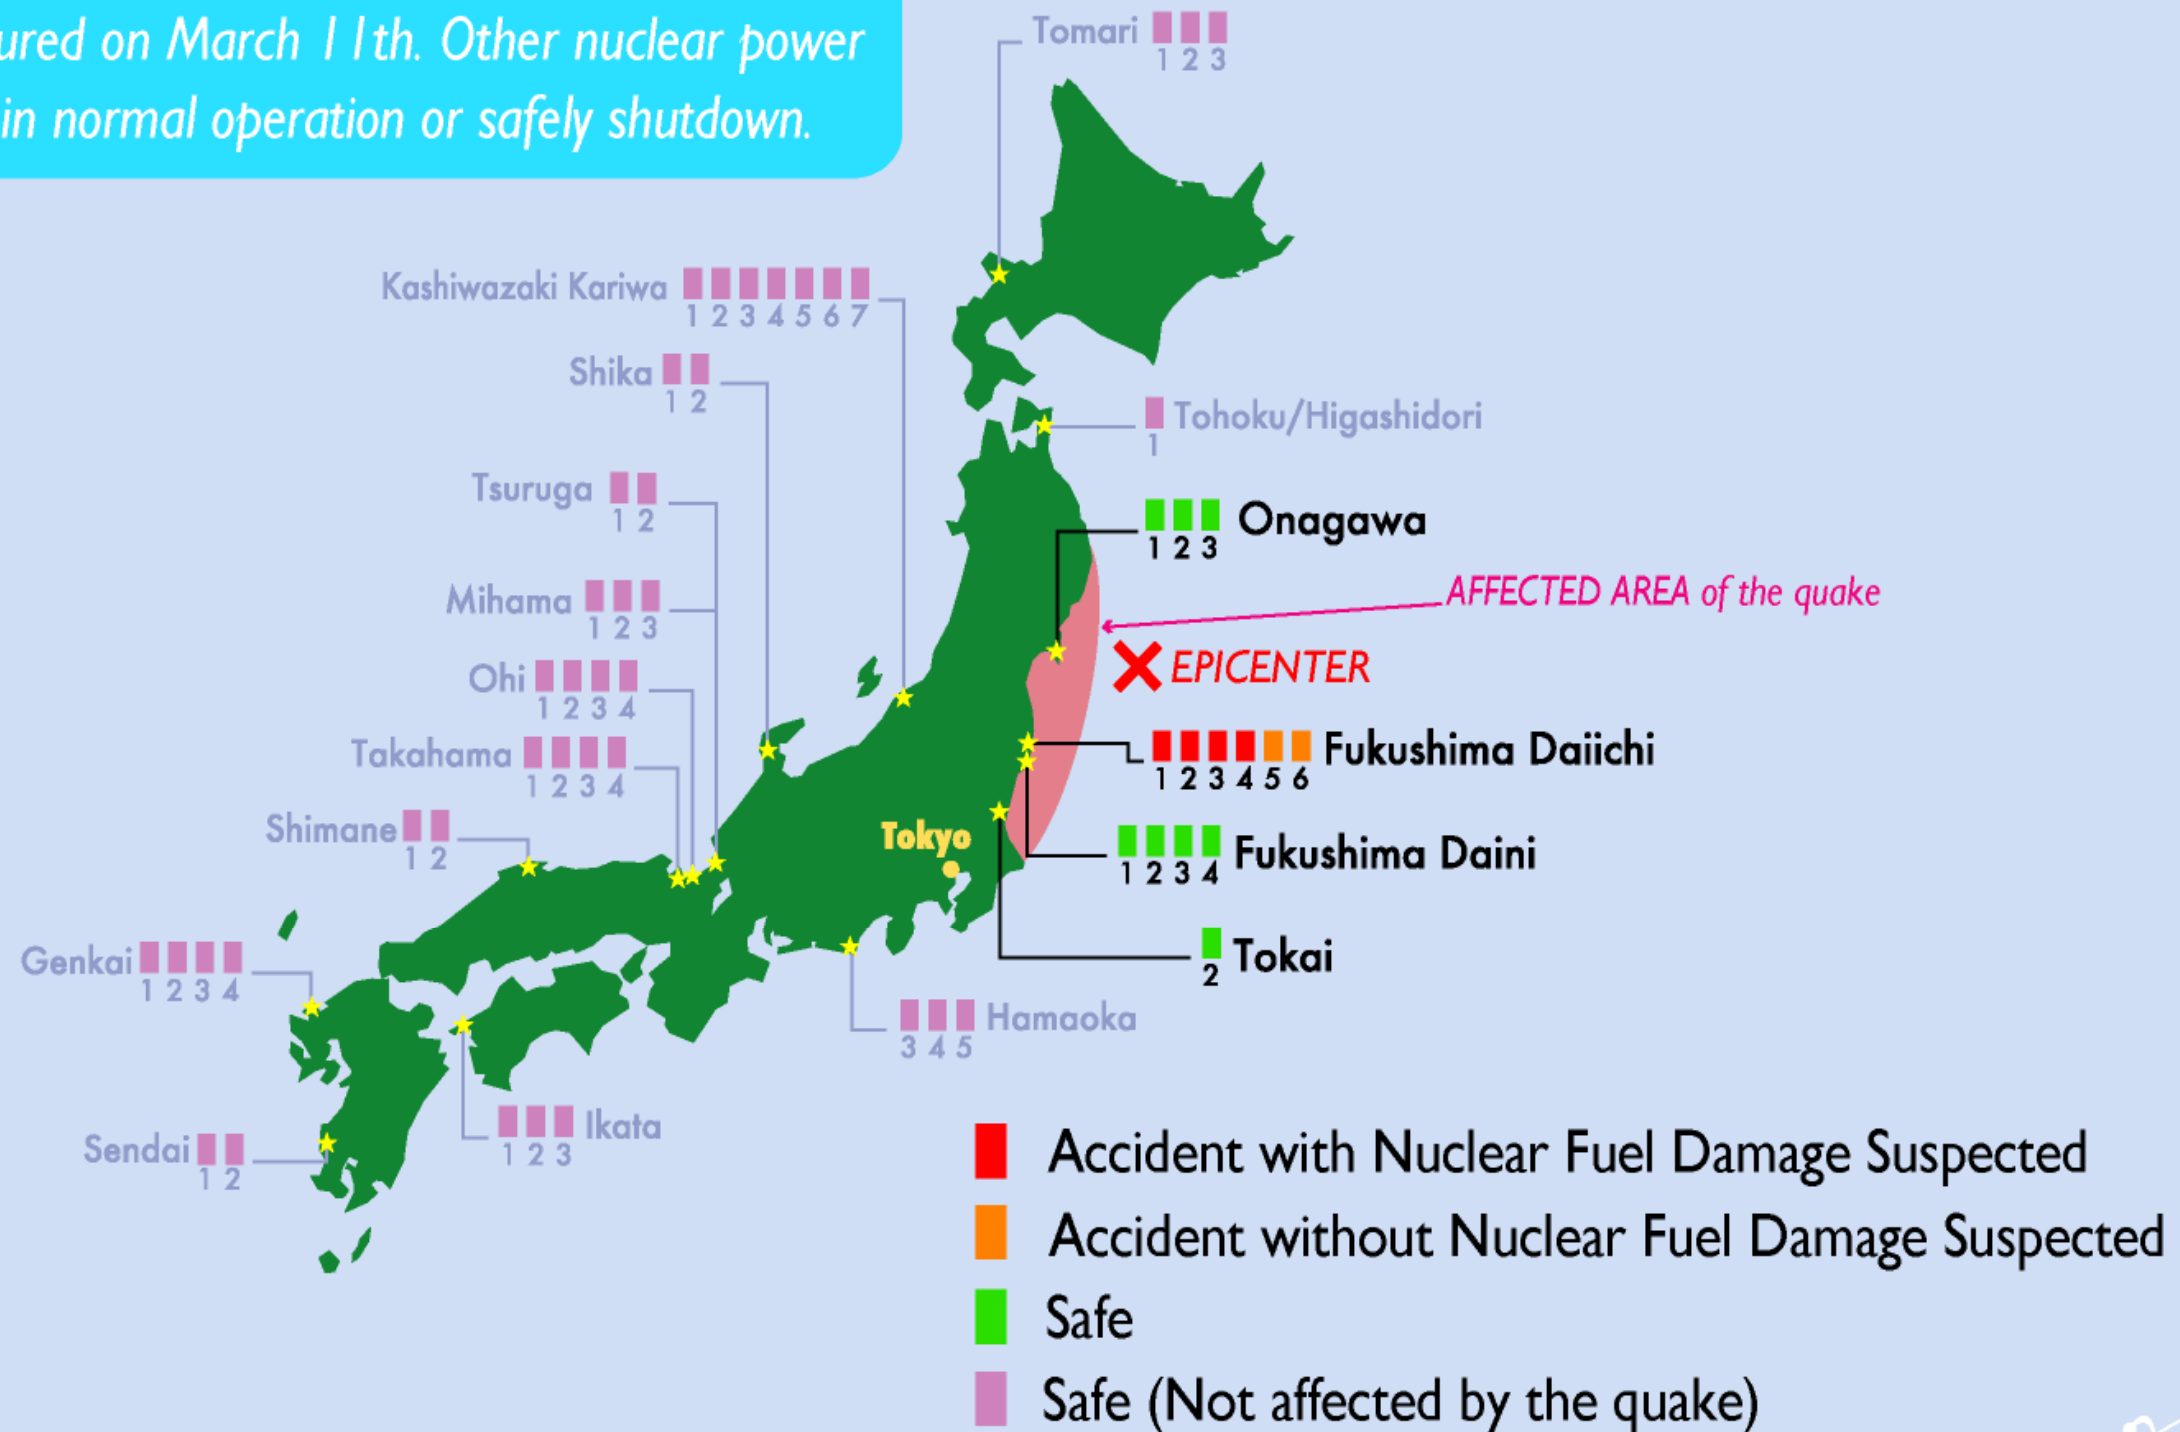 ured on March 11th. Other nuclear power
in normal operation or safely shutdown.
Tomari
1 2 3
Kashiwazaki Kariwa
1 2 3 4 5 6 7
Shika
1 2
Tohoku/Higashidori
1
Tsuruga
1 2
Onagawa
1 2 3
Mihama
1 2 3
AFFECTED AREA of the quake
EPICENTER
Ohi
1 2 3 4
Takahama
1 2 3 4
Fukushima Daiichi
1 2 3 4 5 6
Shimane
1 2
Tokyo
Fukushima Daini
1 2 3 4
Genkai
1 2 3 4
Tokai
2
Hamaoka
3 4 5
Ikata
1 2 3
Sendai
1 2
Accident with Nuclear Fuel Damage Suspected
Accident without Nuclear Fuel Damage Suspected
Safe
Safe (Not affected by the quake)